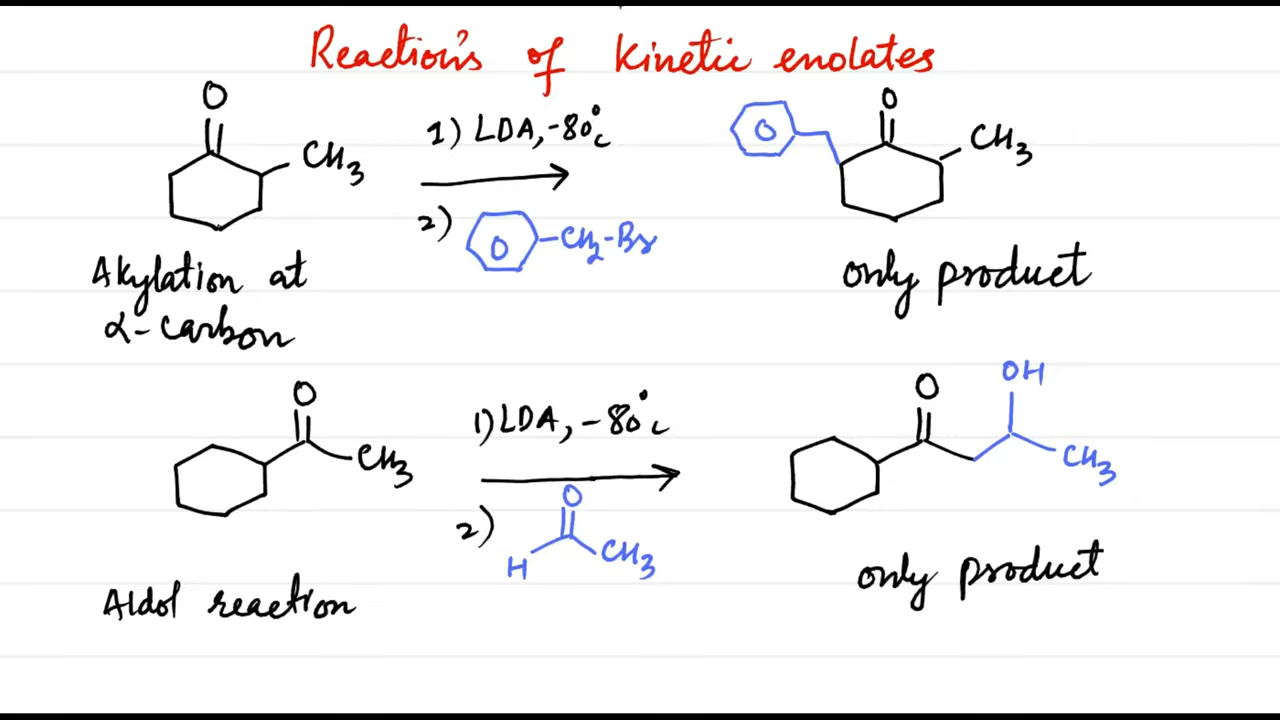 Reactions of kinetic enolates
O
CH3
1) LDA, -80°C
2) CH2-Br
O
CH3
Akylation at
α-carbon
only product
O
CH3
1) LDA, -80°C
2) O
H CH3
O OH
CH3
Aldol reaction
only product